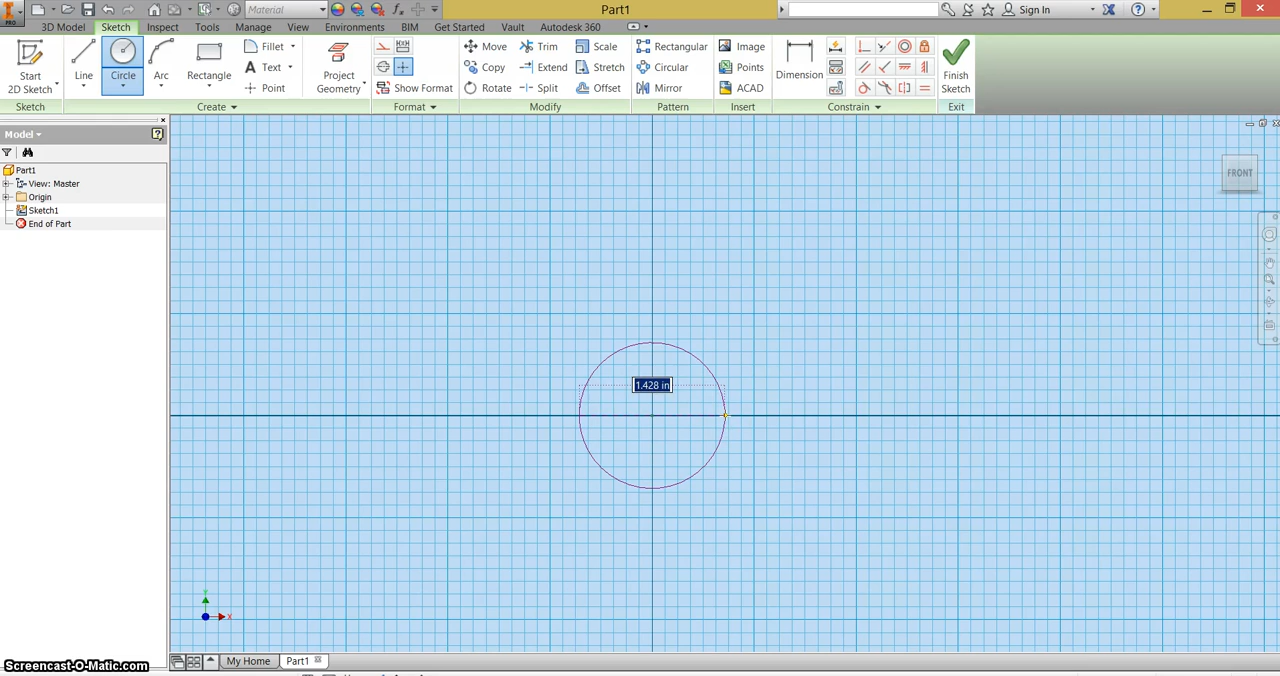 PRO
Material
Part1
Sign In
3D Model Sketch Inspect Tools Manage View Environments BIM Get Started Vault Autodesk 360
Start
2D Sketch
Line
Circle
Arc
Rectangle
Fillet
Text
Point
Project
Geometry
Show Format
Move
Copy
Rotate
Trim
Extend
Split
Scale
Stretch
Offset
Rectangular
Circular
Mirror
Image
Points
ACAD
Dimension
Finish
Sketch
Sketch Create Format Modify Pattern Insert Constrain Exit
Model
Part1
View: Master
Origin
Sketch1
End of Part
FRONT
1.428 in
Y
X
My Home Part1
Screencast-O-Matic.com